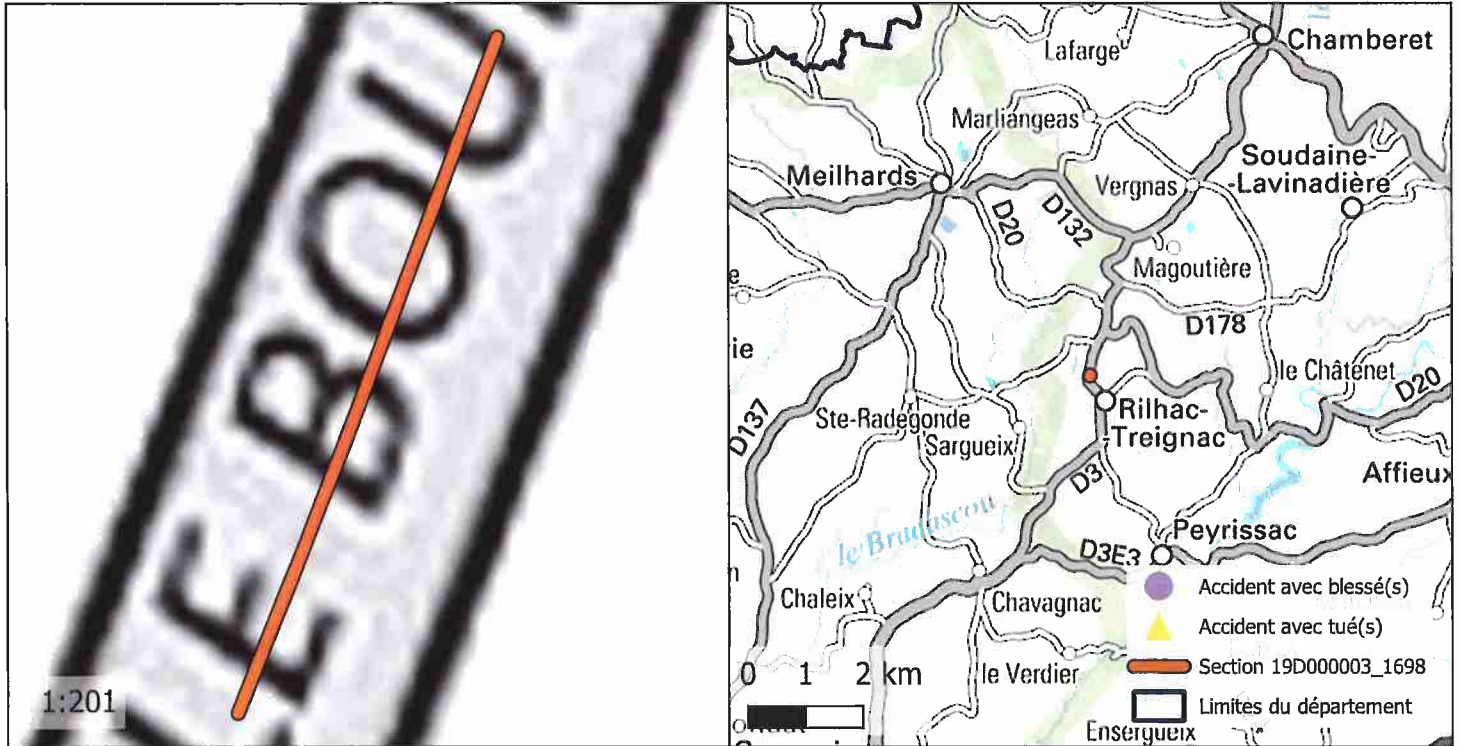 E BOU
1:201
Lafarge
Chamberet
Marliangeas
Meilhards
Soudaine-
-Lavinadière
Vergnas
D20
D132
Magoutière
D178
le Châtenet
D20
D137
Ste-Radegonde
Rilhac-
-Treignac
Sargueix
Affieux
D3
le Bradascou
Peyrissac
D3E3
Chaleix
Chavagnac
le Verdier
Ensergueix
0 1 2 km
Accident avec blessé(s)
Accident avec tué(s)
Section 19D000003_1698
Limites du département